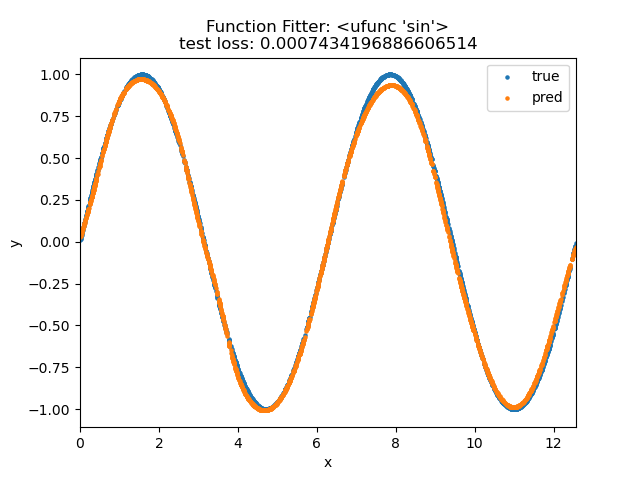 Function Fitter: <ufunc 'sin'>
test loss: 0.0007434196886606514
true
pred
1.00
0.75
0.50
0.25
0.00
−0.25
−0.50
−0.75
−1.00
y
0 2 4 6 8 10 12
x